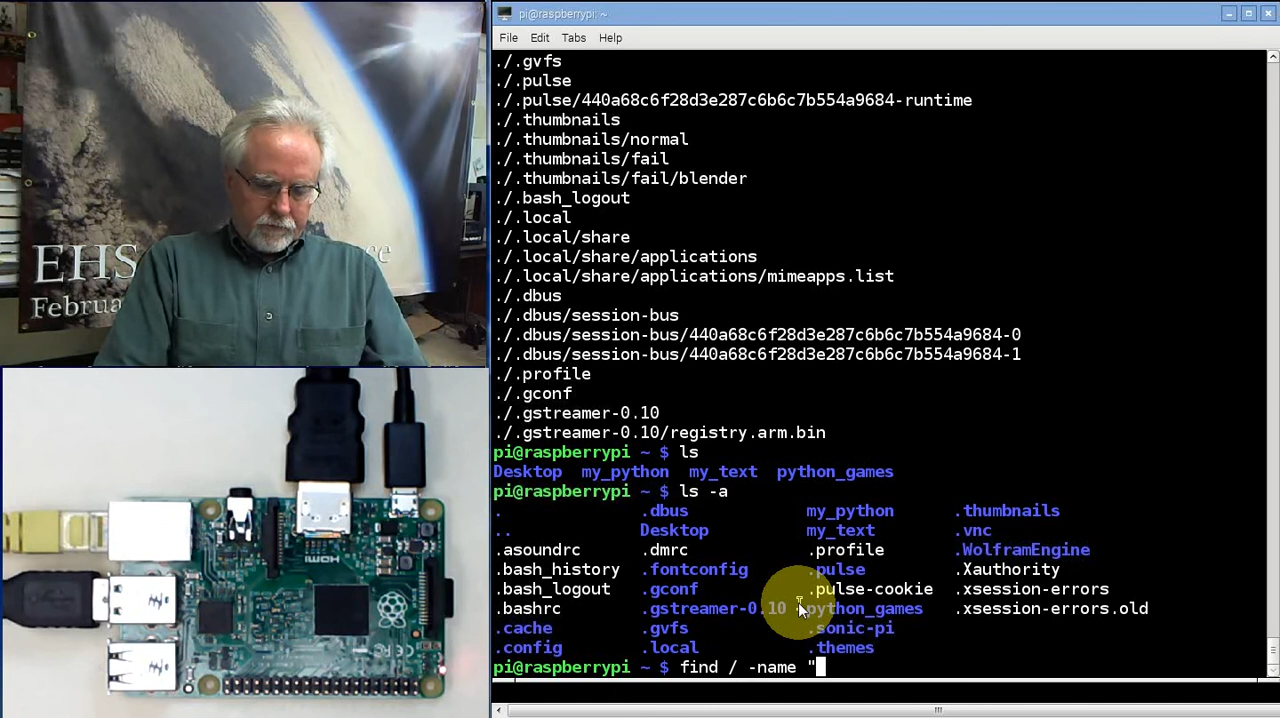 EHS
Februa
ce
HDMI
pi@raspberrypi: ~
File Edit Tabs Help
./.gvfs
./.pulse
./.pulse/440a68c6f28d3e287c6b6c7b554a9684-runtime
./.thumbnails
./.thumbnails/normal
./.thumbnails/fail
./.thumbnails/fail/blender
./.bash_logout
./.local
./.local/share
./.local/share/applications
./.local/share/applications/mimeapps.list
./.dbus
./.dbus/session-bus
./.dbus/session-bus/440a68c6f28d3e287c6b6c7b554a9684-0
./.dbus/session-bus/440a68c6f28d3e287c6b6c7b554a9684-1
./.profile
./.gconf
./.gstreamer-0.10
./.gstreamer-0.10/registry.arm.bin
pi@raspberrypi ~ $ ls
Desktop my_python my_text python_games
pi@raspberrypi ~ $ ls -a
. .dbus my_python .thumbnails
.. Desktop my_text .vnc
.asoundrc .dmrc .profile .WolframEngine
.bash_history .fontconfig .pulse .Xauthority
.bash_logout .gconf .pulse-cookie .xsession-errors
.bashrc .gstreamer-0.10 python_games .xsession-errors.old
.cache .gvfs .sonic-pi
.config .local .themes
pi@raspberrypi ~ $ find / -name "